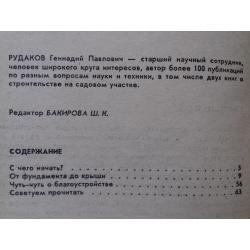 РУДАКОВ Геннадий Павлович — старший научный сотрудник,
человек широкого круга интересов, автор более 100 публикаций
по разным вопросам науки и техники, в том числе двух книг о
строительстве на садовом участке.
Редактор БАКИРОВА Ш. К.
СОДЕРЖАНИЕ
С чего начать? 5
От фундамента до крыши 9
Чуть-чуть о благоустройстве 56
Советуем прочитать 63